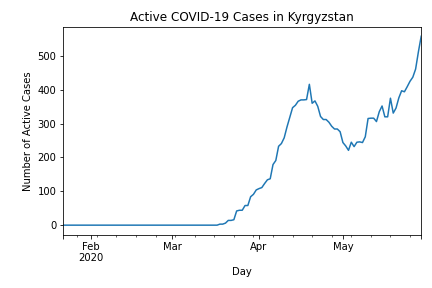 Active COVID-19 Cases in Kyrgyzstan
Number of Active Cases
500
400
300
200
100
0
Feb
2020
Mar
Apr
May
Day